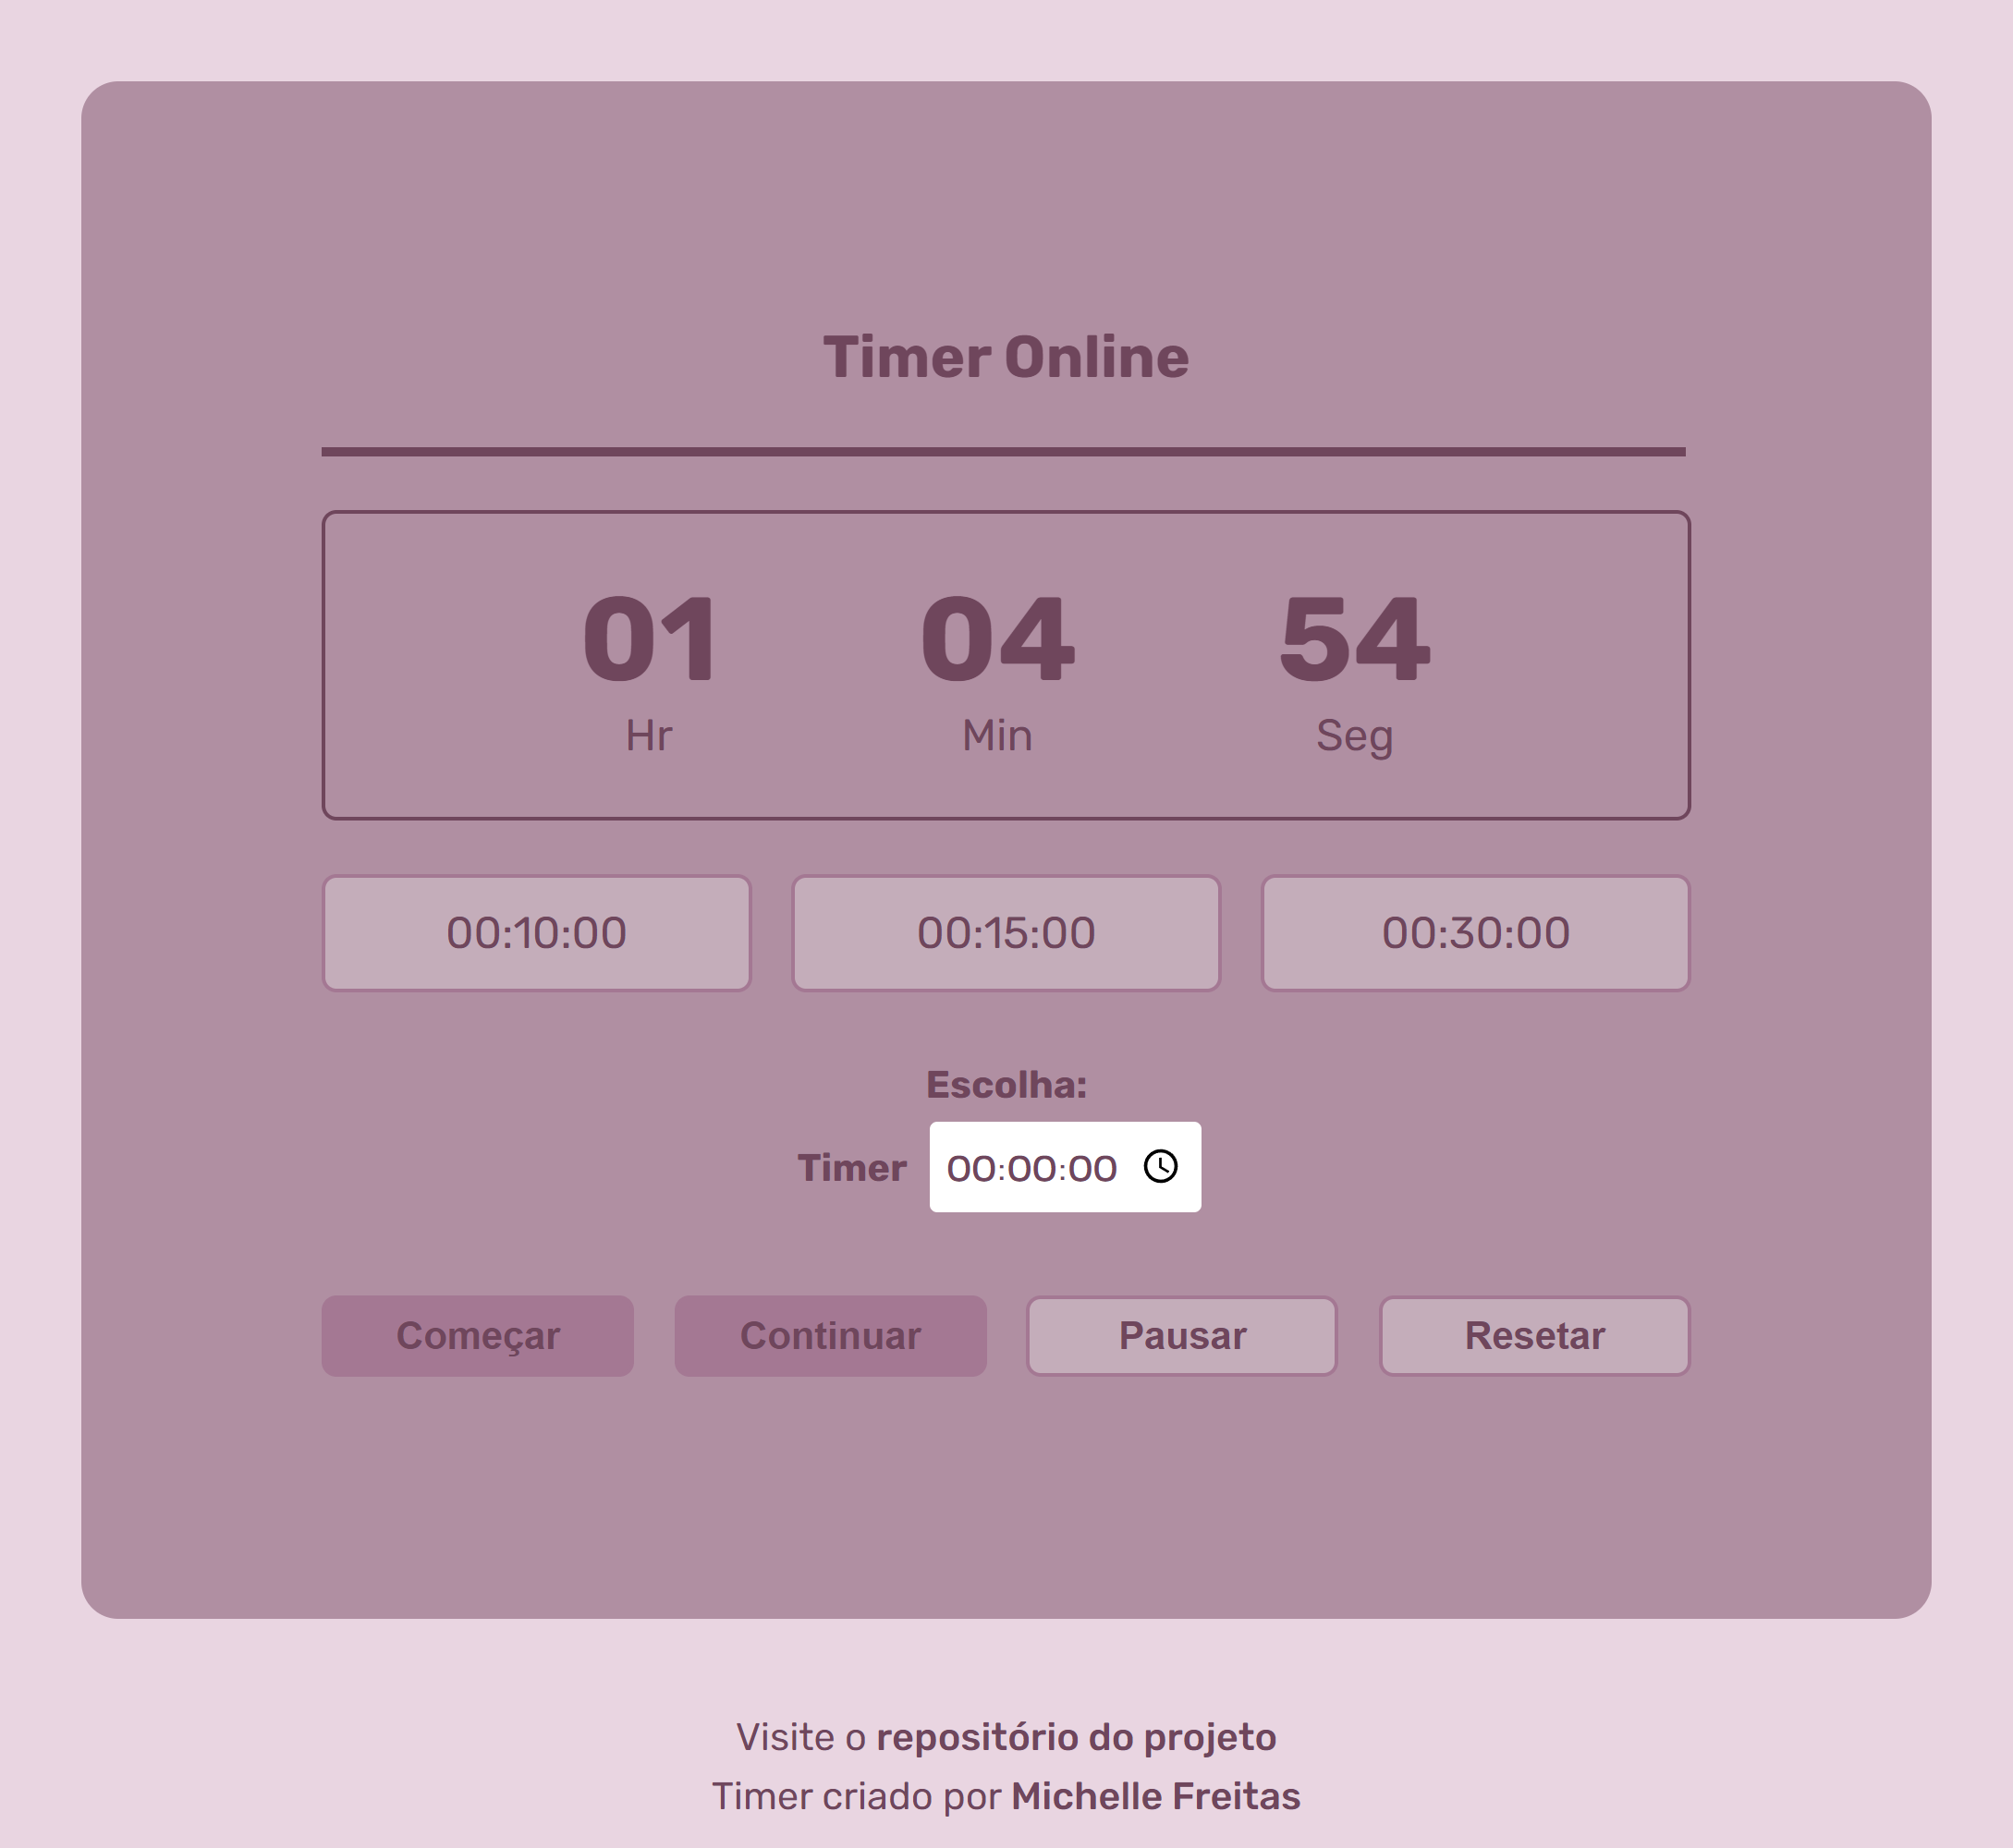 Timer Online
01 04 54
Hr Min Seg
00:10:00 00:15:00 00:30:00
Escolha:
Timer 00:00:00
Começar Continuar Pausar Resetar
Visite o repositório do projeto
Timer criado por Michelle Freitas